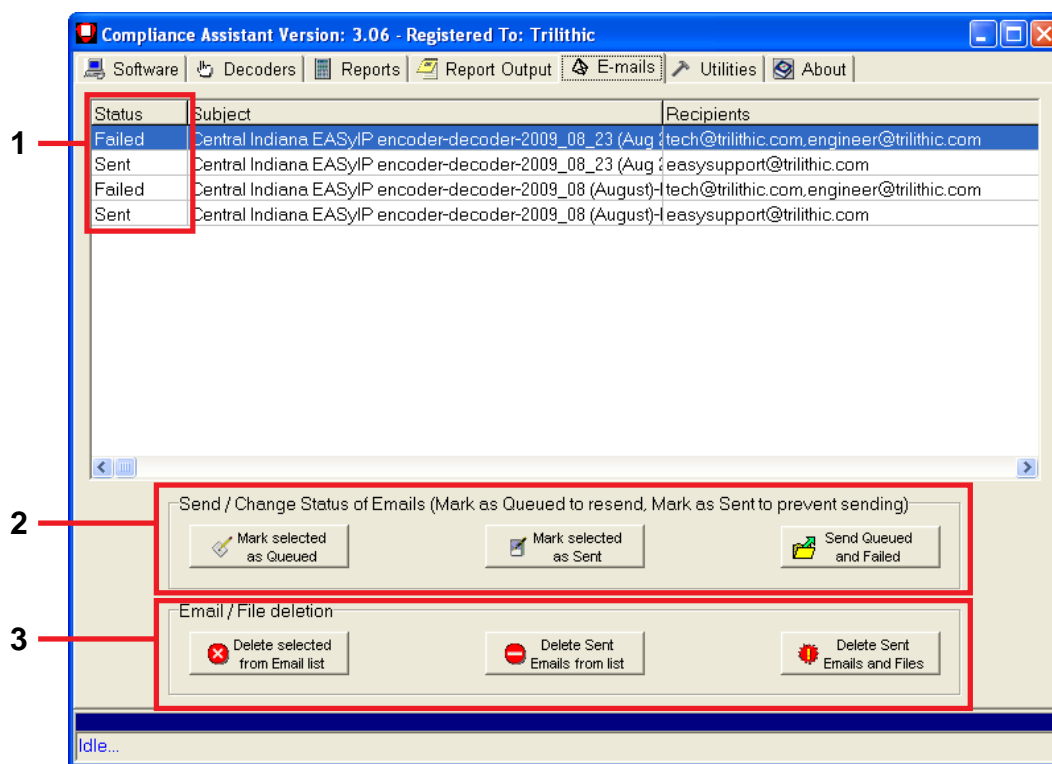 Compliance Assistant Version: 3.06 - Registered To: Trilithic
Software Decoders Reports Report Output E-mails Utilities About
Status Subject Recipients
1
Failed Central Indiana EASyIP encoder-decoder-2009_08_23 (Aug tech@trilithic.com,engineer@trilithic.com
Sent Central Indiana EASyIP encoder-decoder-2009_08_23 (Aug easysupport@trilithic.com
Failed Central Indiana EASyIP encoder-decoder-2009_08 (August)- tech@trilithic.com,engineer@trilithic.com
Sent Central Indiana EASyIP encoder-decoder-2009_08 (August)- easysupport@trilithic.com
2
Send / Change Status of Emails (Mark as Queued to resend, Mark as Sent to prevent sending)
Mark selected as Queued
Mark selected as Sent
Send Queued and Failed
3
Email / File deletion
Delete selected from Email list
Delete Sent Emails from list
Delete Sent Emails and Files
Idle...